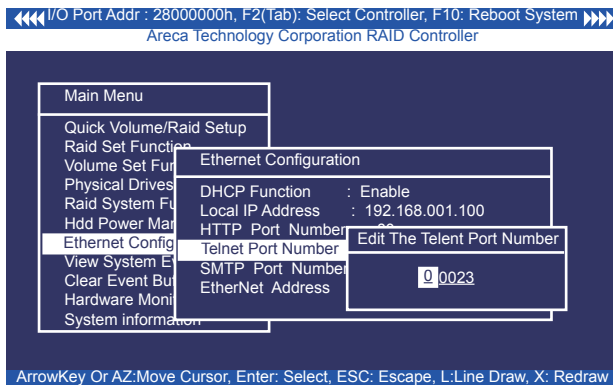 I/O Port Addr : 28000000h, F2(Tab): Select Controller, F10: Reboot System
Areca Technology Corporation RAID Controller
Main Menu
Quick Volume/Raid Setup
Raid Set Function
Volume Set Fun
Physical Drives
Raid System Fu
Hdd Power Man
Ethernet Config
View System Ev
Clear Event Buf
Hardware Moni
System information
Ethernet Configuration
DHCP Function : Enable
Local IP Address : 192.168.001.100
HTTP Port Number
Telnet Port Number
SMTP Port Number
EtherNet Address
Edit The Telent Port Number
0 0023
ArrowKey Or AZ:Move Cursor, Enter: Select, ESC: Escape, L:Line Draw, X: Redraw